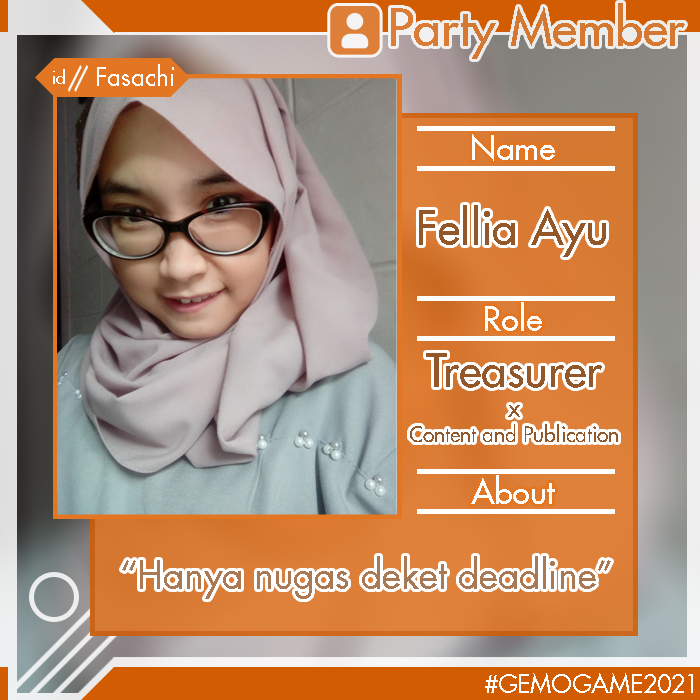 Party Member
id // Fasachi
Name
Fellia Ayu
Role
Treasurer
x
Content and Publication
About
“Hanya nugas deket deadline”
#GEMOGAME2021